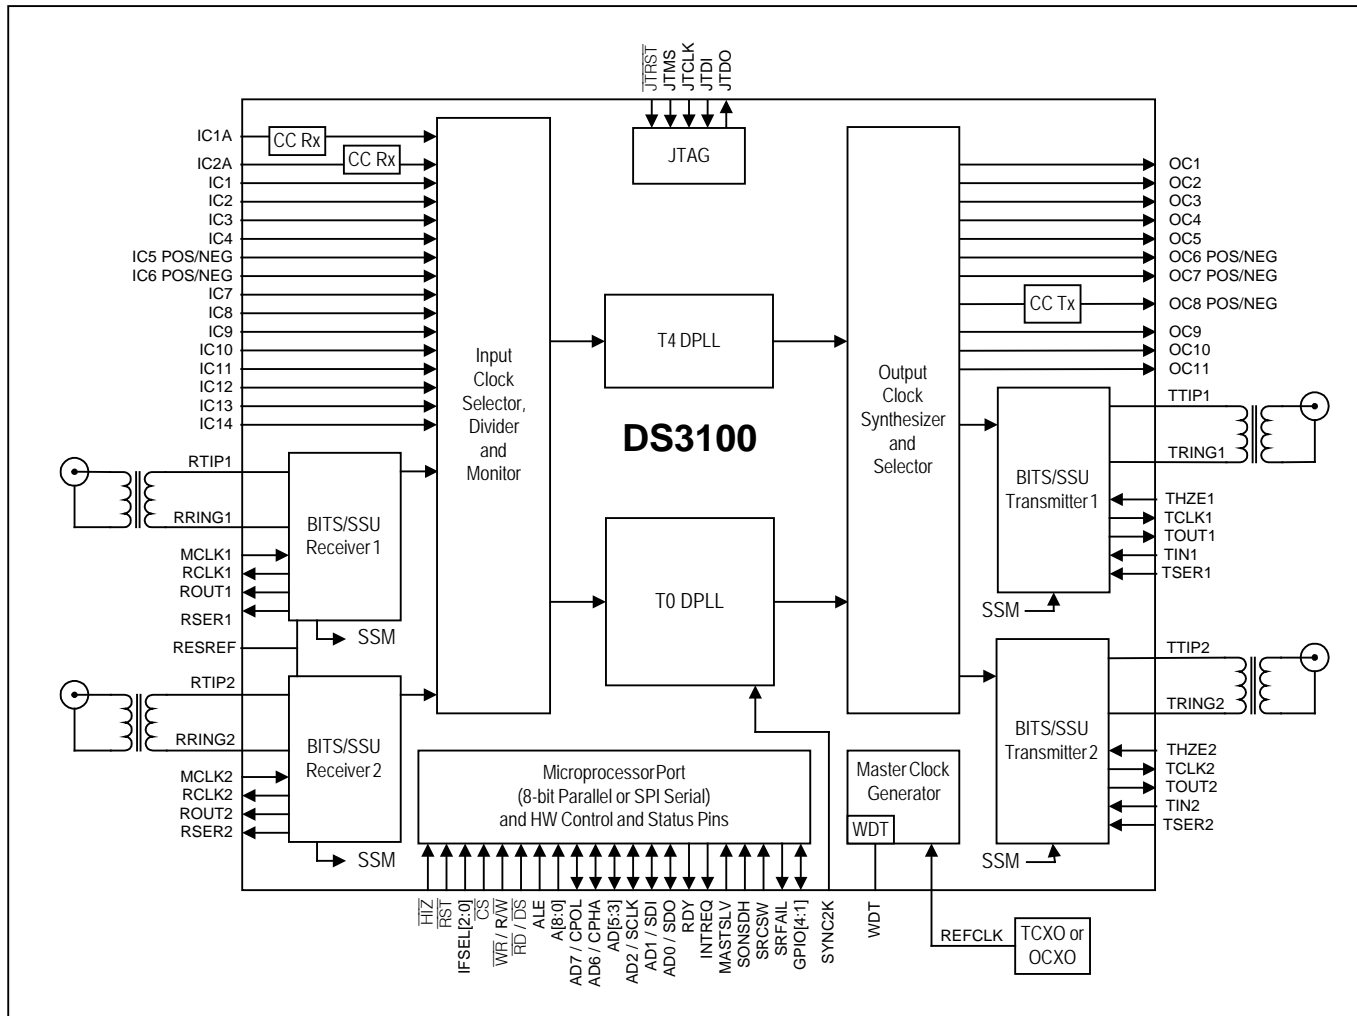 JTRST
JTMS
JTCLK
JTDI
JTDO
JTAG
IC1A
CC Rx
IC2A
CC Rx
IC1
IC2
IC3
IC4
IC5 POS/NEG
IC6 POS/NEG
IC7
IC8
IC9
IC10
IC11
IC12
IC13
IC14
RTIP1
RRING1
MCLK1
RCLK1
ROUT1
RSER1
RESREF
RTIP2
RRING2
MCLK2
RCLK2
ROUT2
RSER2
BITS/SSU
Receiver 1
SSM
BITS/SSU
Receiver 2
SSM
Input
Clock
Selector,
Divider
and
Monitor
T4 DPLL
DS3100
T0 DPLL
Output
Clock
Synthesizer
and
Selector
OC1
OC2
OC3
OC4
OC5
OC6 POS/NEG
OC7 POS/NEG
CC Tx
OC8 POS/NEG
OC9
OC10
OC11
BITS/SSU
Transmitter 1
SSM
TTIP1
TRING1
THZE1
TCLK1
TOUT1
TIN1
TSER1
BITS/SSU
Transmitter 2
SSM
TTIP2
TRING2
THZE2
TCLK2
TOUT2
TIN2
TSER2
Microprocessor Port
(8-bit Parallel or SPI Serial)
and HW Control and Status Pins
Master Clock
Generator
WDT
HIZ
RST
IFSEL[2:0]
CS
WR / R/W
RD / DS
ALE
A[8:0]
AD7 / CPOL
AD6 / CPHA
AD[5:3]
AD2 / SCLK
AD1 / SDI
AD0 / SDO
RDY
INTREQ
MASTSLV
SONSDH
SRCSW
SRFAIL
GPIO[4:1]
SYNC2K
WDT
REFCLK
TCXO or
OCXO